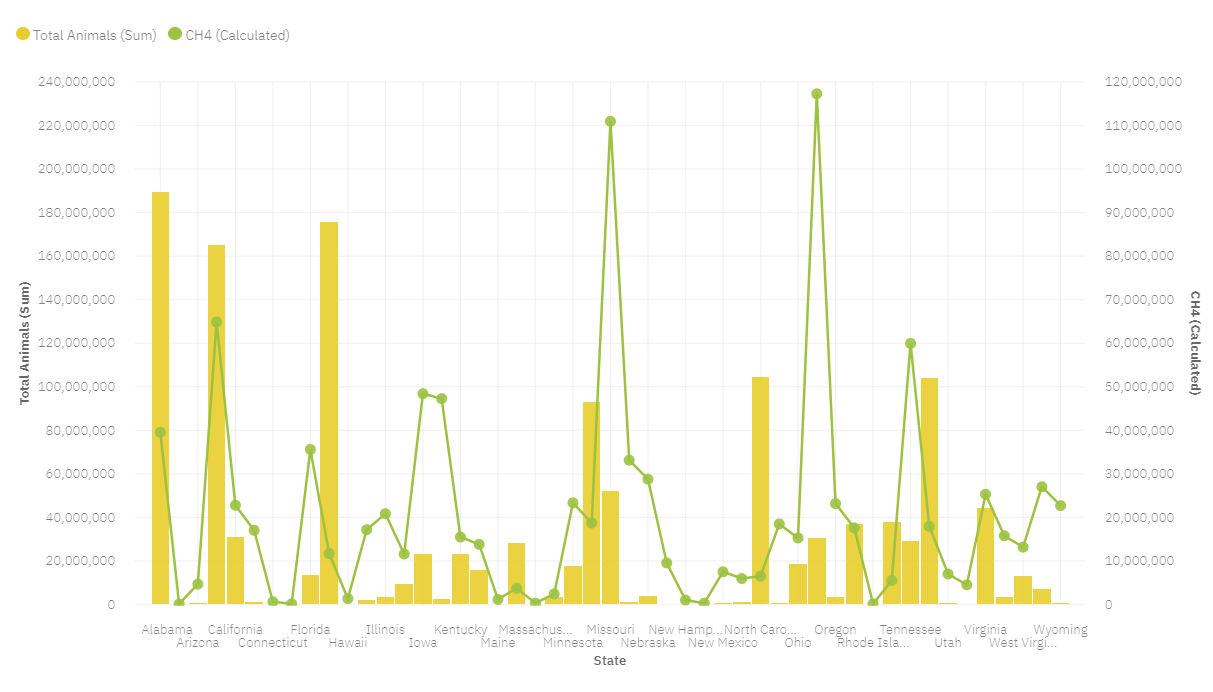 Total Animals (Sum) CH4 (Calculated)
240,000,000 120,000,000
220,000,000 110,000,000
200,000,000 100,000,000
180,000,000 90,000,000
160,000,000 80,000,000
140,000,000 70,000,000
120,000,000 60,000,000
100,000,000 50,000,000
80,000,000 40,000,000
60,000,000 30,000,000
40,000,000 20,000,000
20,000,000 10,000,000
0 0
Total Animals (Sum)
CH4 (Calculated)
Alabama California Florida Illinois Kentucky Massachus... Missouri New Hamp... North Caro... Oregon Tennessee Virginia Wyoming
Arizona Connecticut Hawaii Iowa Maine Minnesota Nebraska New Mexico Ohio Rhode Isla... Utah West Virgi...
State